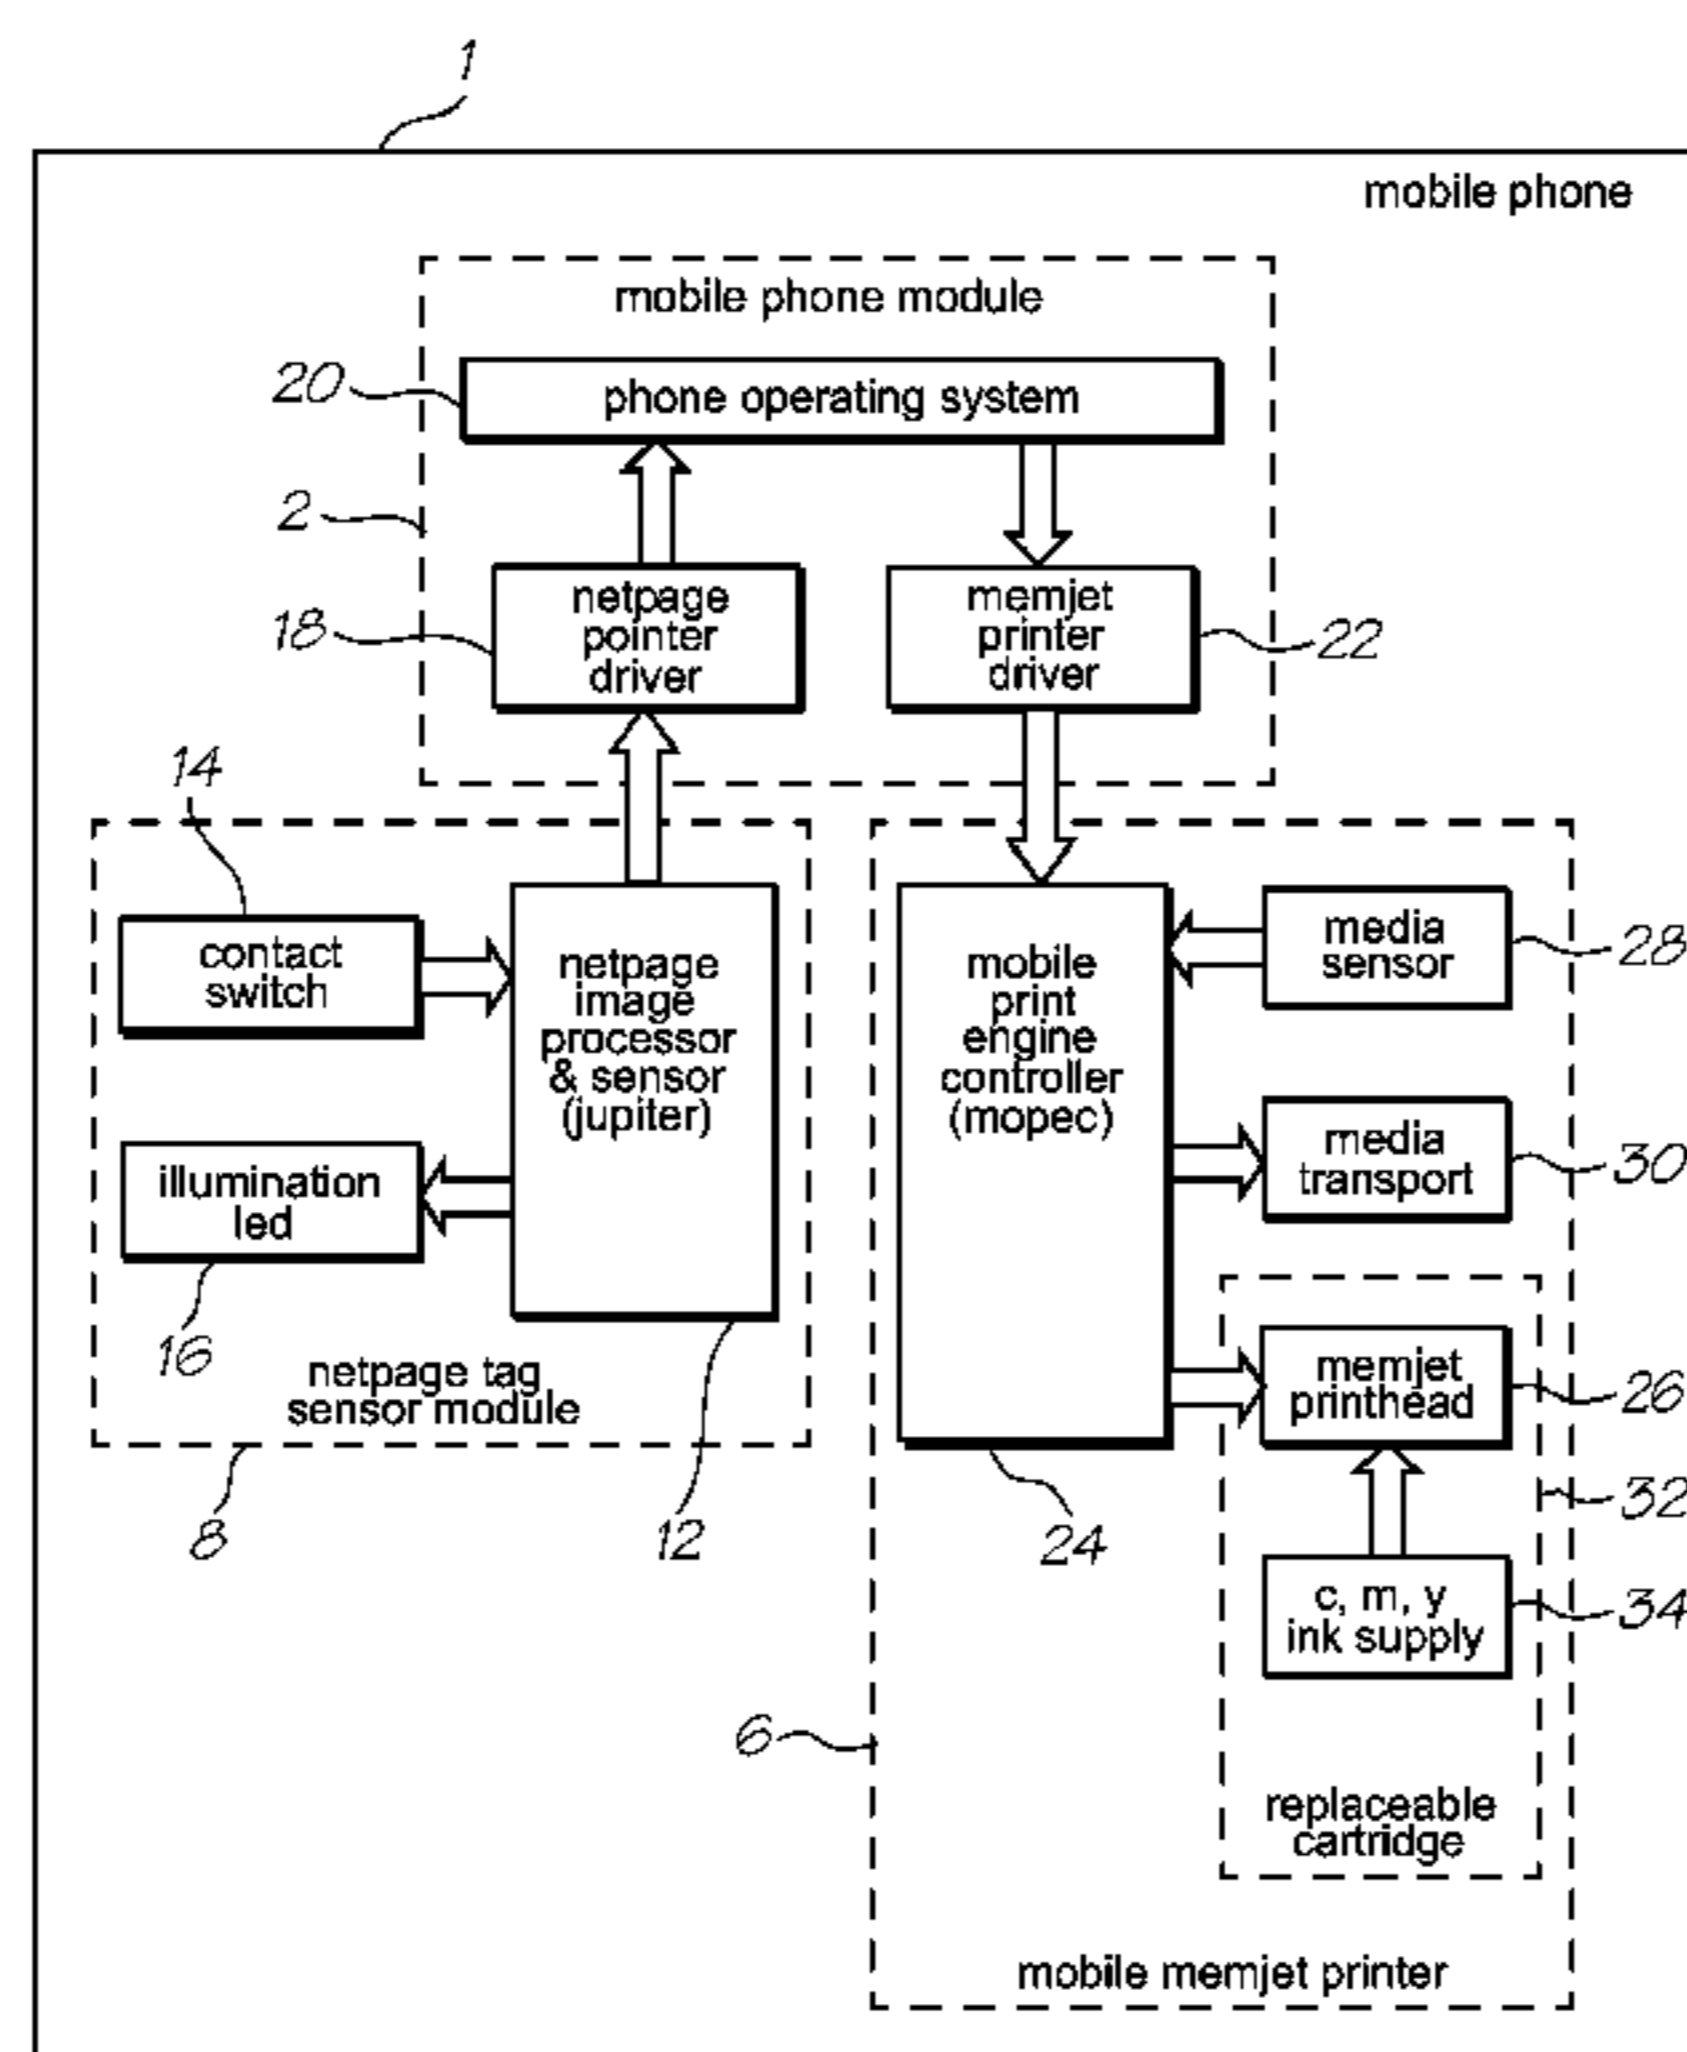 1
mobile phone
mobile phone module
20
phone operating system
2
18
netpage
pointer
driver
memjet
printer
driver
22
14
contact
switch
netpage
image
processor
& sensor
(jupiter)
illumination
led
16
netpage tag
sensor module
8
12
mobile
print
engine
controller
(mopec)
24
media
sensor
28
media
transport
30
memjet
printhead
26
32
c, m, y
ink supply
34
6
replaceable
cartridge
mobile memjet printer